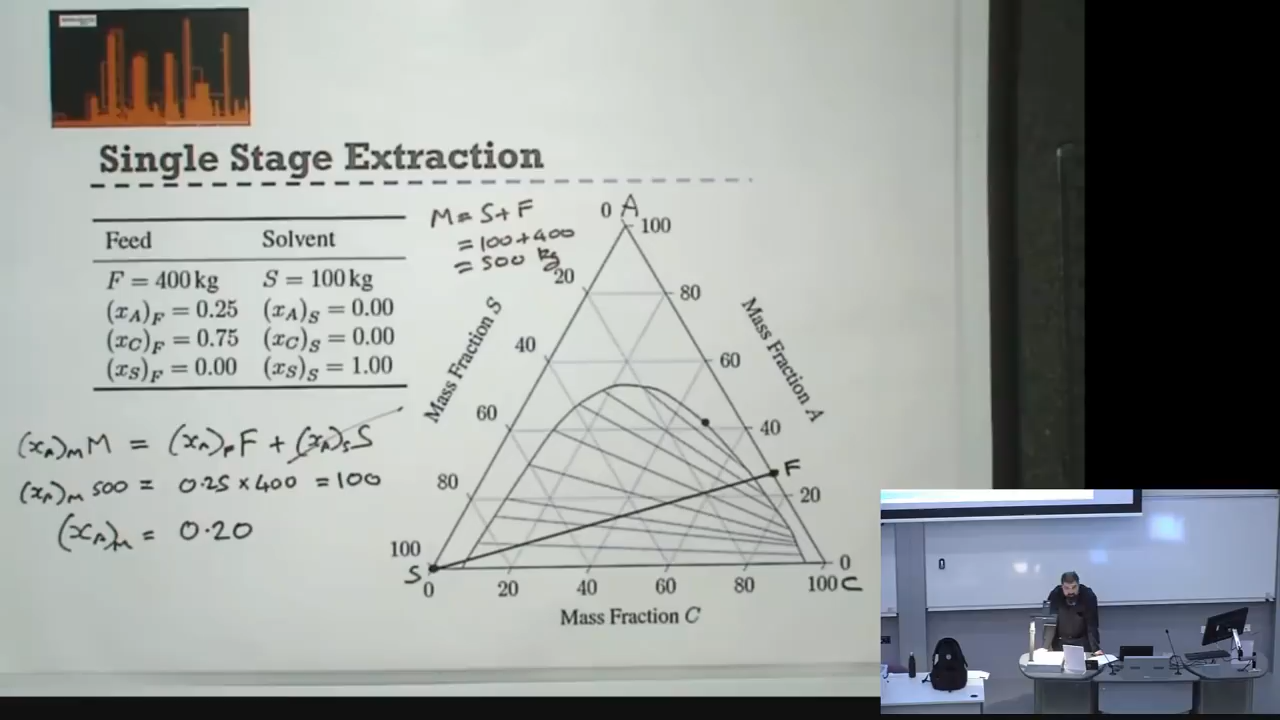 Single Stage Extraction
Feed Solvent
F = 400 kg S = 100 kg
(x_A)_F = 0.25 (x_A)_S = 0.00
(x_C)_F = 0.75 (x_C)_S = 0.00
(x_S)_F = 0.00 (x_S)_S = 1.00
M = S + F
= 100 + 400
= 500 kg
(x_A)_M M = (x_A)_F F + (x_A)_S S
(x_A)_M 500 = 0.25 × 400 = 100
(x_A)_M = 0.20
0 A
100
20
80
40
60
60
40
80
F
20
100
0
S
0 20 40 60 80 100 C
Mass Fraction S
Mass Fraction A
Mass Fraction C